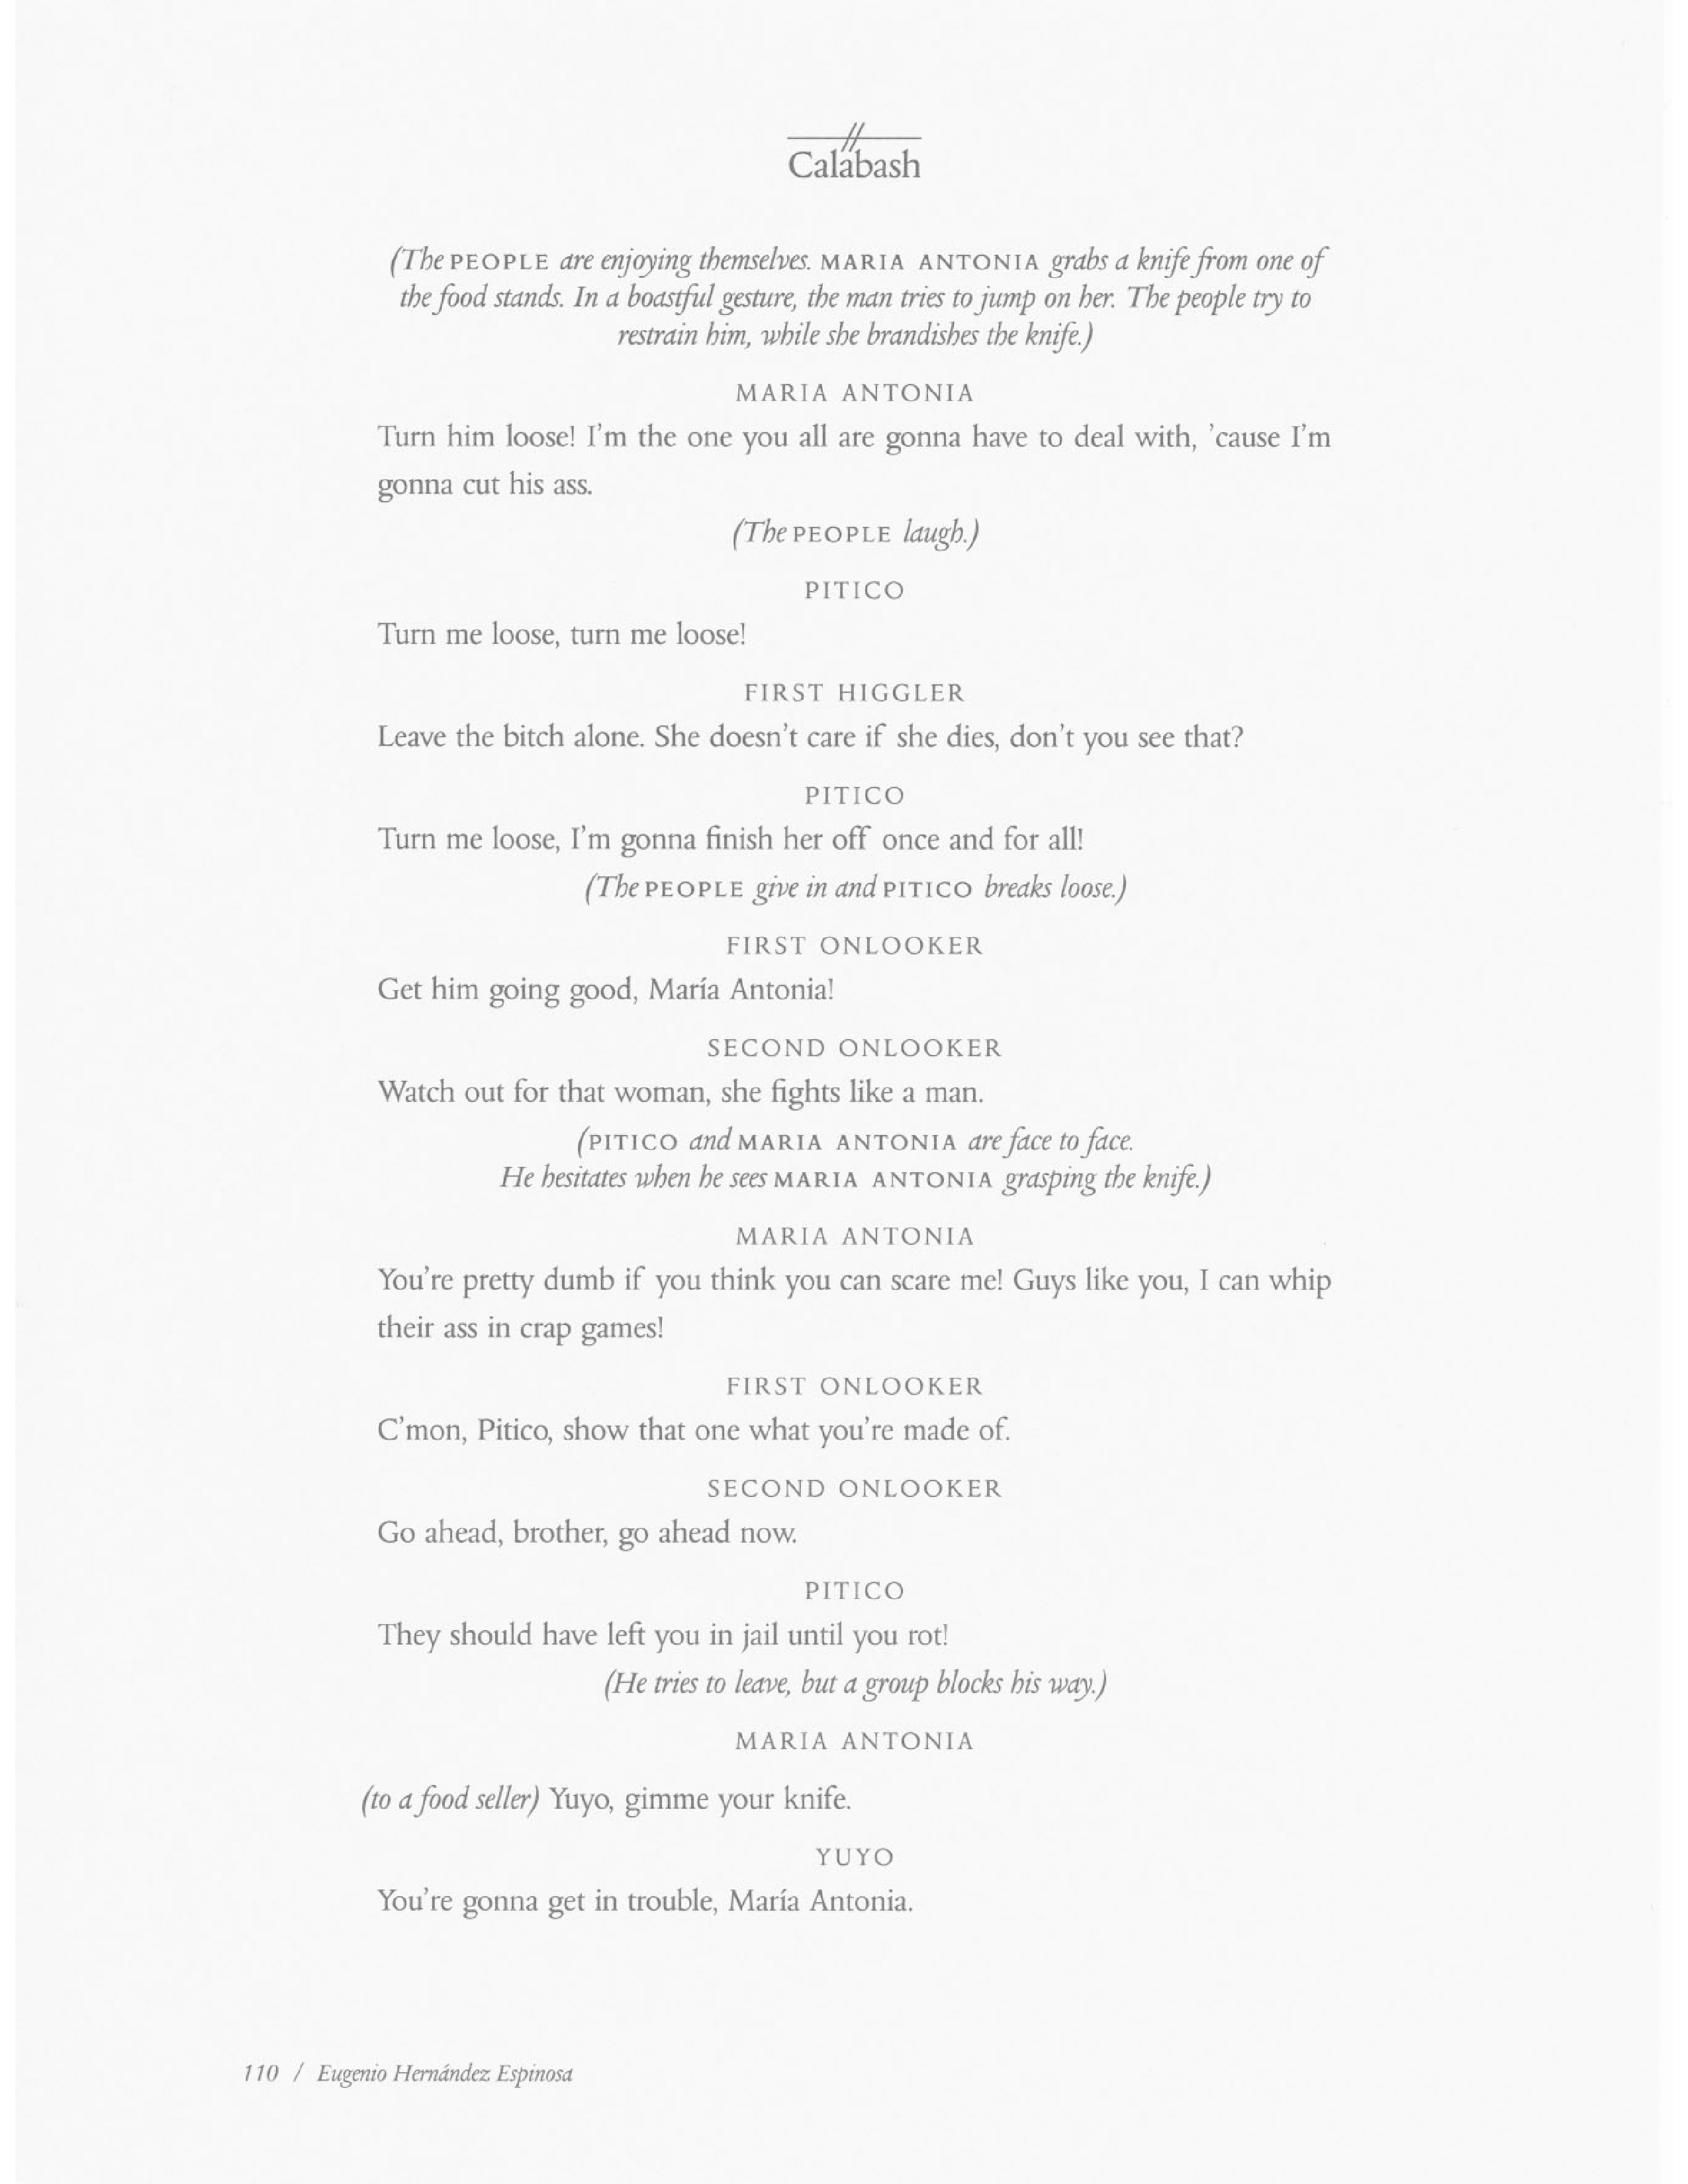 Calabash
(The PEOPLE are enjoying themselves. MARIA ANTONIA grabs a knife from one of
the food stands. In a boastful gesture, the man tries to jump on her. The people try to
restrain him, while she brandishes the knife.)
MARIA ANTONIA
Turn him loose! I'm the one you all are gonna have to deal with, 'cause I'm
gonna cut his ass.
(The PEOPLE laugh.)
PITICO
Turn me loose, turn me loose!
FIRST HIGGLER
Leave the bitch alone. She doesn't care if she dies, don't you see that?
PITICO
Turn me loose, I'm gonna finish her off once and for all!
(The PEOPLE give in and PITICO breaks loose.)
FIRST ONLOOKER
Get him going good, María Antonia!
SECOND ONLOOKER
Watch out for that woman, she fights like a man.
(PITICO and MARIA ANTONIA are face to face.
He hesitates when he sees MARIA ANTONIA grasping the knife.)
MARIA ANTONIA
You're pretty dumb if you think you can scare me! Guys like you, I can whip
their ass in crap games!
FIRST ONLOOKER
C'mon, Pitico, show that one what you're made of.
SECOND ONLOOKER
Go ahead, brother, go ahead now.
PITICO
They should have left you in jail until you rot!
(He tries to leave, but a group blocks his way.)
MARIA ANTONIA
(to a food seller) Yuyo, gimme your knife.
YUYO
You're gonna get in trouble, María Antonia.
110 / Eugenio Hernández Espinosa